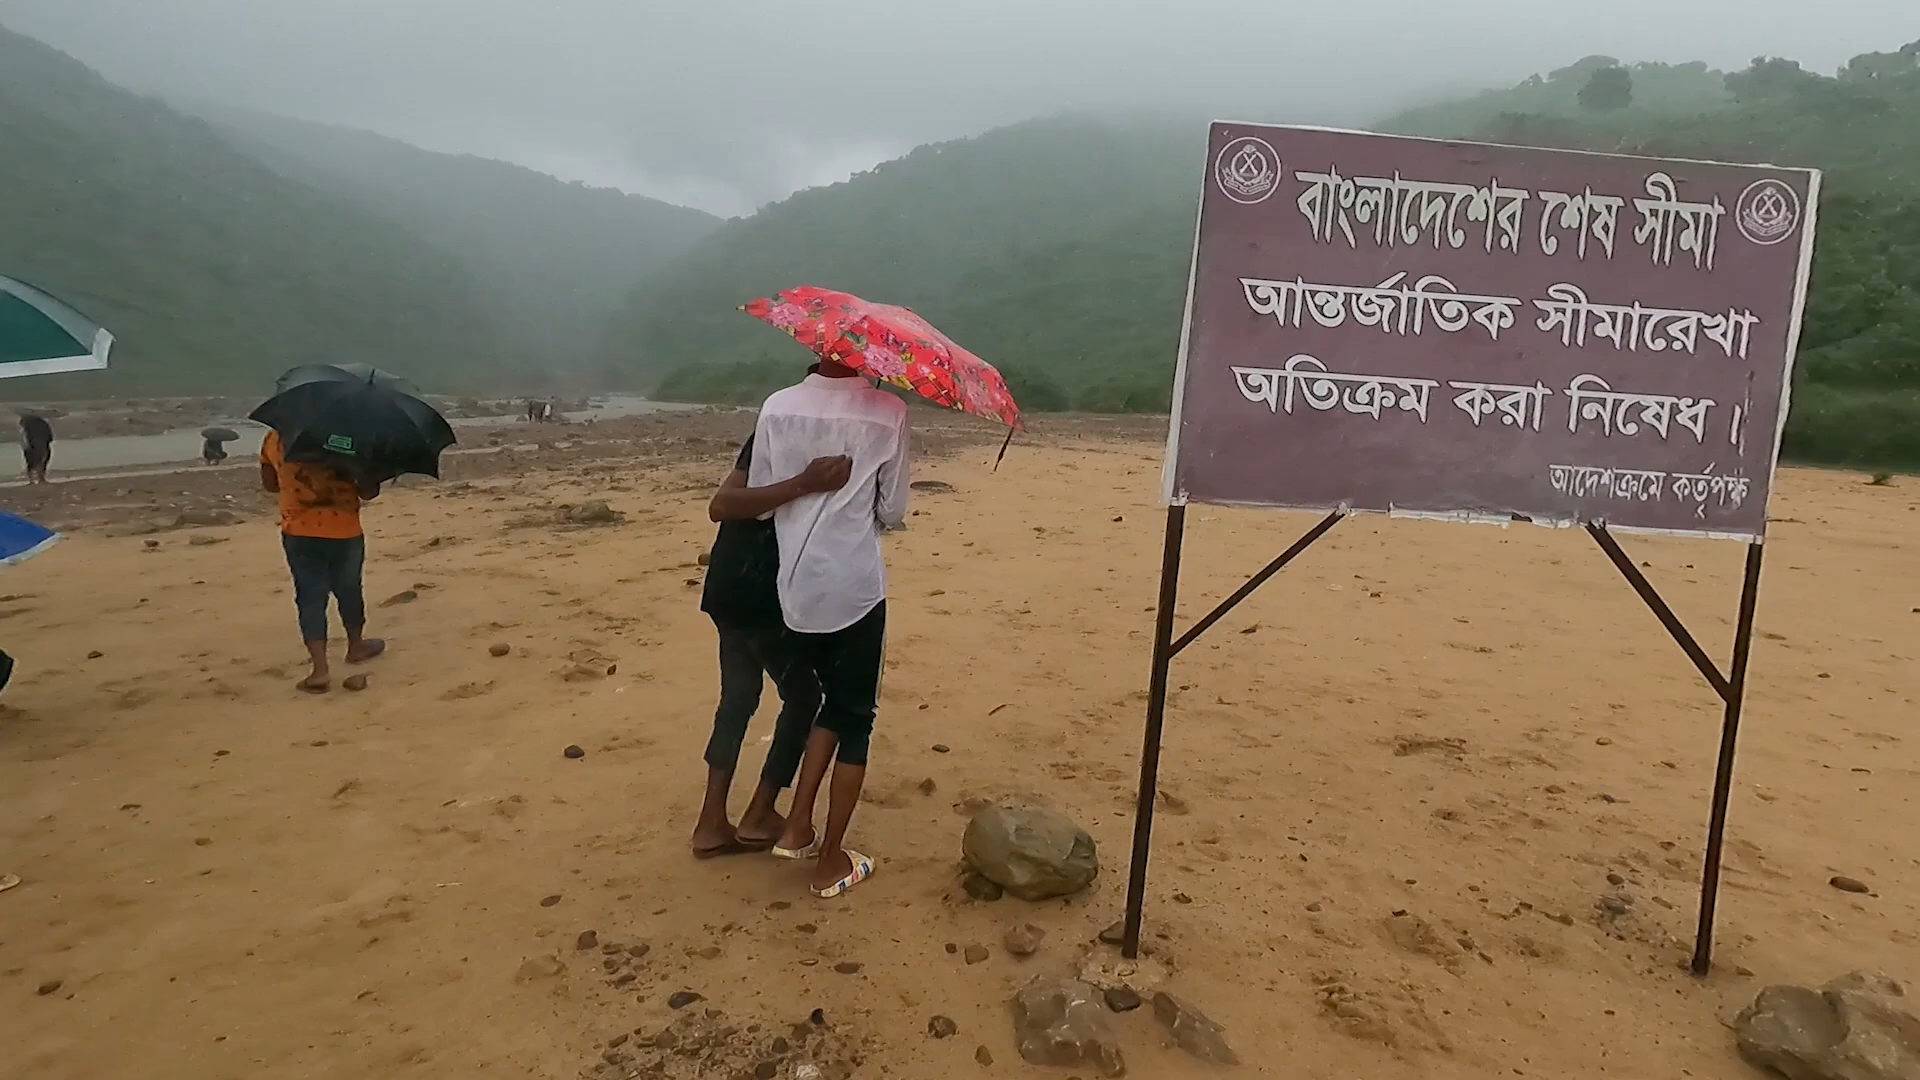 বাংলাদেশের শেষ সীমা
আন্তর্জাতিক সীমারেখা
অতিক্রম করা নিষেধ।
আদেশক্রমে কর্তৃপক্ষ